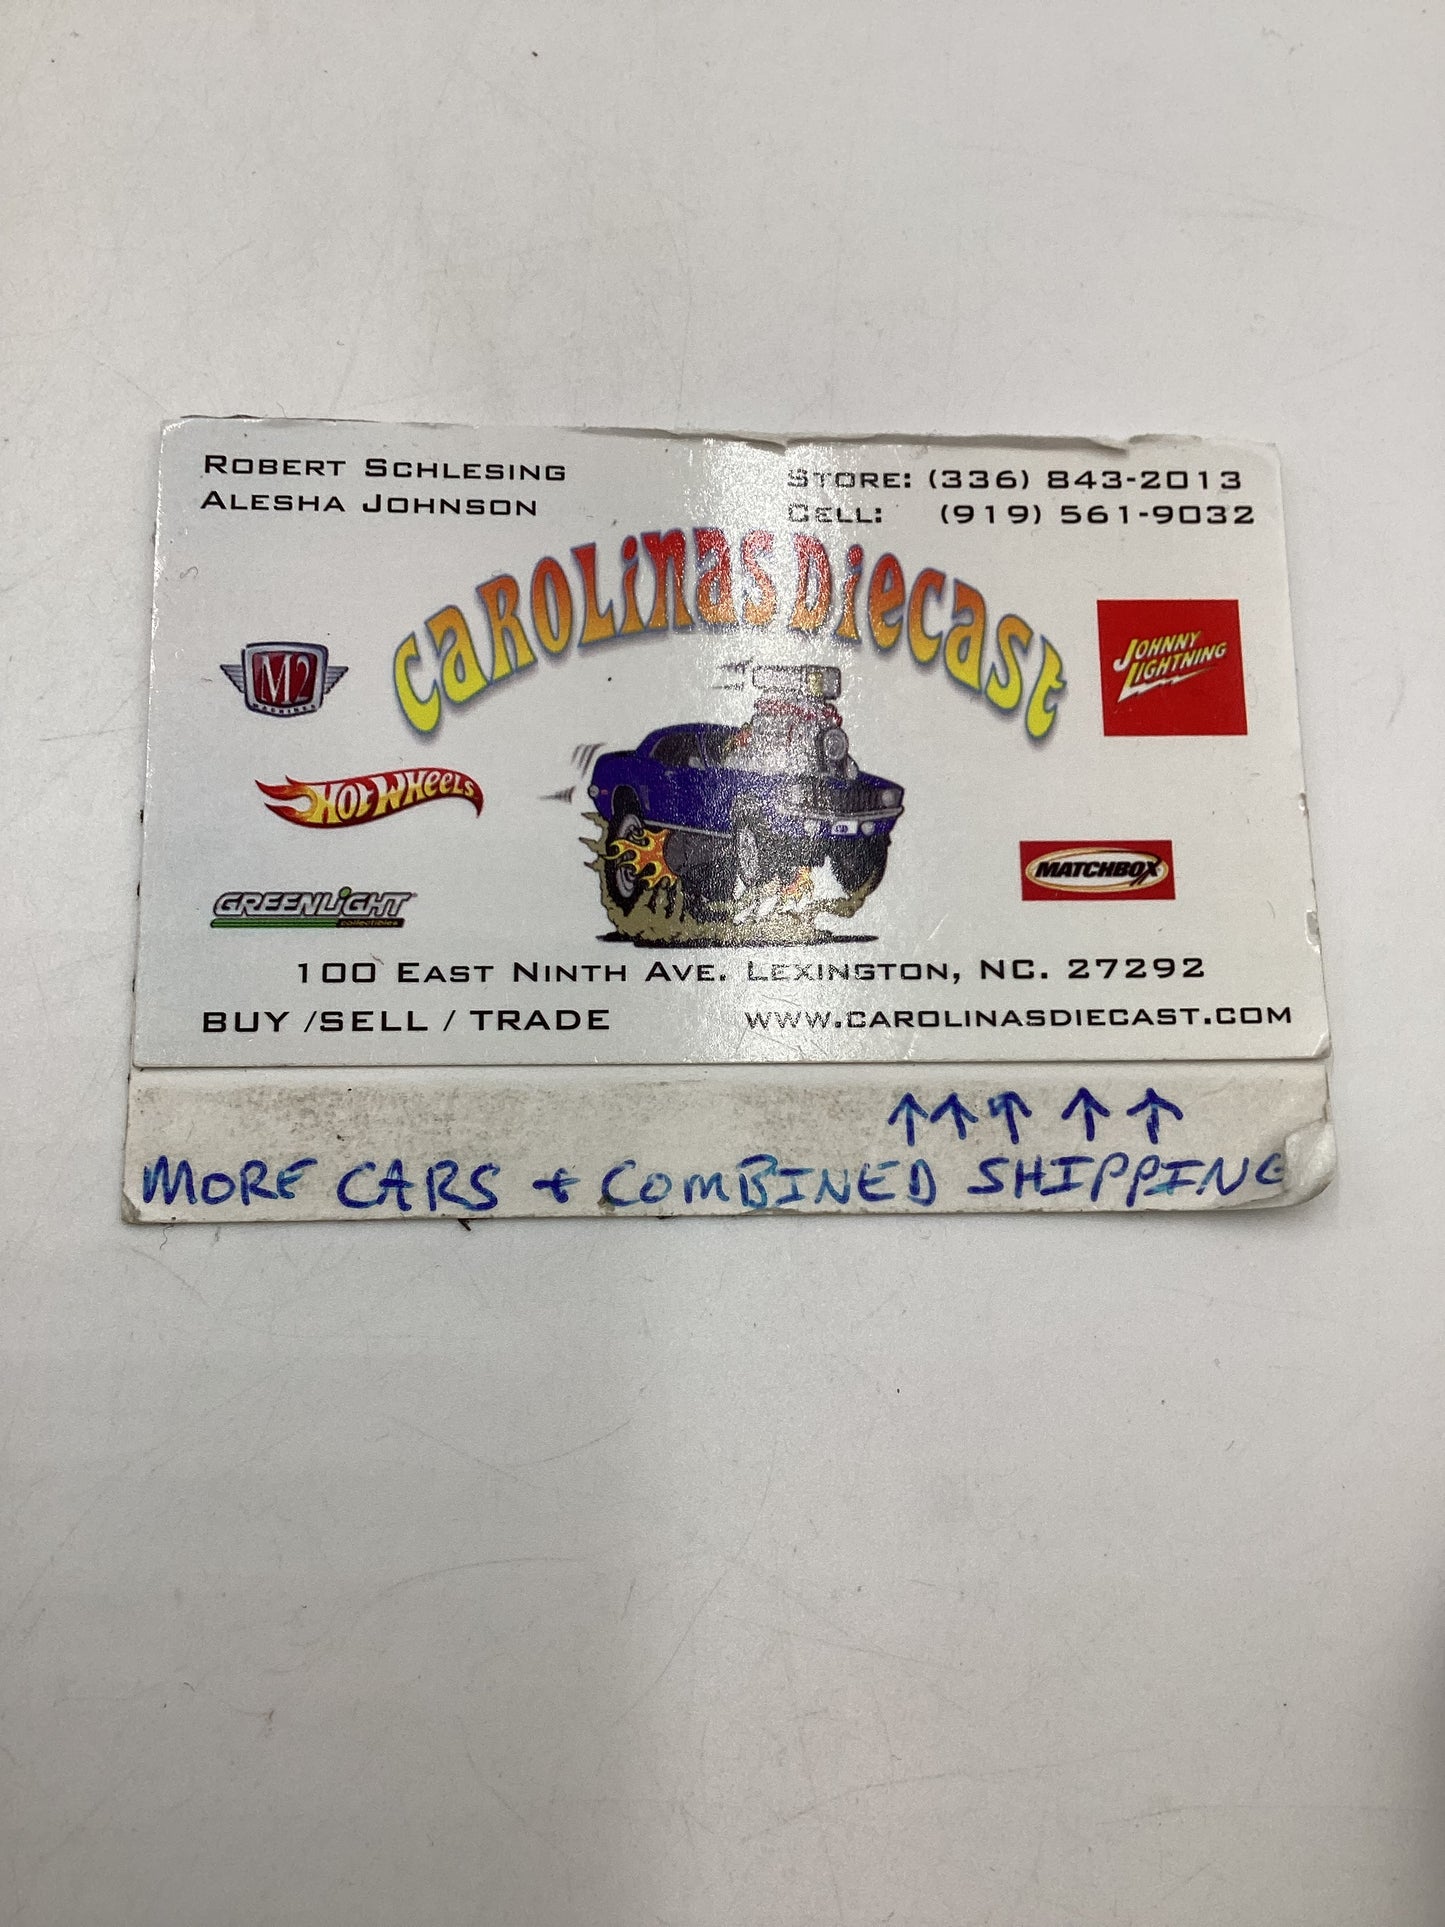 ROBERT SCHLESING
ALESHA JOHNSON
STORE: (336) 843-2013
CELL: (919) 561-9032
CAROLiNAS DiECAST
M2
MACHINES
JOHNNY
LIGHTNING
HOT WHEELS
MATCHBOX
GREENLiGHT
collectibles
100 EAST NINTH AVE. LEXINGTON, NC. 27292
BUY /SELL / TRADE
WWW.CAROLINASDIECAST.COM
↑ ↑ ↑ ↑ ↑
MORE CARS + COMBINED SHIPPING